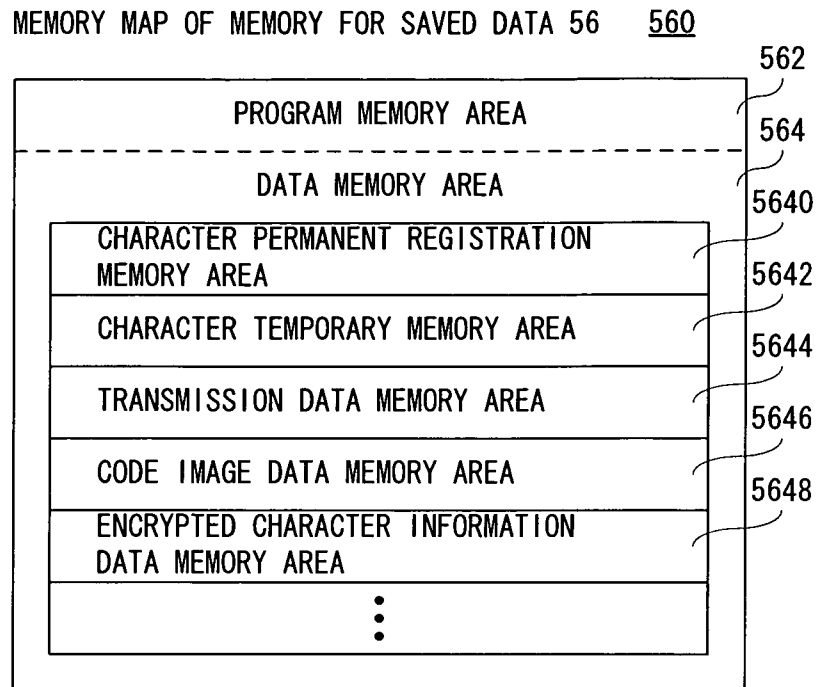 MEMORY MAP OF MEMORY FOR SAVED DATA 56 560
562
PROGRAM MEMORY AREA
564
DATA MEMORY AREA
5640
CHARACTER PERMANENT REGISTRATION
MEMORY AREA
5642
CHARACTER TEMPORARY MEMORY AREA
5644
TRANSMISSION DATA MEMORY AREA
5646
CODE IMAGE DATA MEMORY AREA
5648
ENCRYPTED CHARACTER INFORMATION
DATA MEMORY AREA